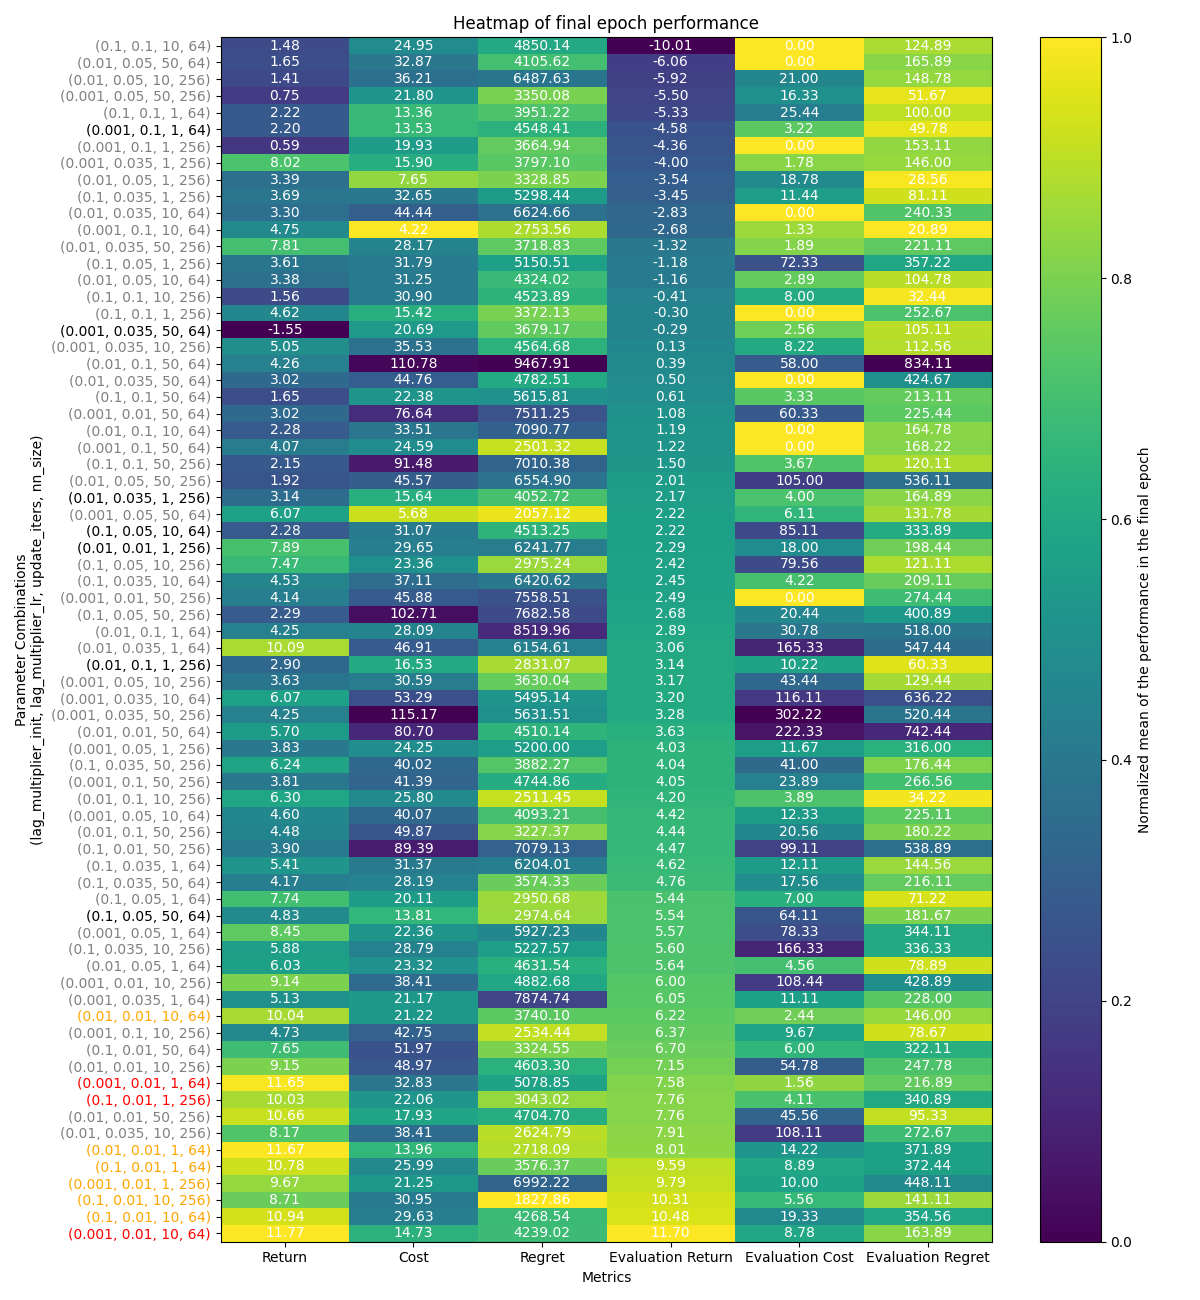 Heatmap of final epoch performance
(0.1, 0.1, 10, 64) 1.48 24.95 4850.14 -10.01 0.00 124.89
(0.01, 0.05, 50, 64) 1.65 32.87 4105.62 -6.06 0.00 165.89
(0.01, 0.05, 10, 256) 1.41 36.21 6487.63 -5.92 21.00 148.78
(0.001, 0.05, 50, 256) 0.75 21.80 3350.08 -5.50 16.33 51.67
(0.1, 0.1, 1, 64) 2.22 13.36 3951.22 -5.33 25.44 100.00
(0.001, 0.1, 1, 64) 2.20 13.53 4548.41 -4.58 3.22 49.78
(0.001, 0.1, 1, 256) 0.59 19.93 3664.94 -4.36 0.00 153.11
(0.001, 0.035, 1, 256) 8.02 15.90 3797.10 -4.00 1.78 146.00
(0.01, 0.05, 1, 256) 3.39 7.65 3328.85 -3.54 18.78 28.56
(0.1, 0.035, 1, 256) 3.69 32.65 5298.44 -3.45 11.44 81.11
(0.01, 0.035, 10, 64) 3.30 44.44 6624.66 -2.83 0.00 240.33
(0.001, 0.1, 10, 64) 4.75 4.22 2753.56 -2.68 1.33 20.89
(0.01, 0.035, 50, 256) 7.81 28.17 3718.83 -1.32 1.89 221.11
(0.1, 0.05, 1, 256) 3.61 31.79 5150.51 -1.18 72.33 357.22
(0.01, 0.05, 10, 64) 3.38 31.25 4324.02 -1.16 2.89 104.78
(0.1, 0.1, 10, 256) 1.56 30.90 4523.89 -0.41 8.00 32.44
(0.1, 0.1, 1, 256) 4.62 15.42 3372.13 -0.30 0.00 252.67
(0.001, 0.035, 50, 64) -1.55 20.69 3679.17 -0.29 2.56 105.11
(0.001, 0.035, 10, 256) 5.05 35.53 4564.68 0.13 8.22 112.56
(0.01, 0.1, 50, 64) 4.26 110.78 9467.91 0.39 58.00 834.11
(0.01, 0.035, 50, 64) 3.02 44.76 4782.51 0.50 0.00 424.67
(0.1, 0.1, 50, 64) 1.65 22.38 5615.81 0.61 3.33 213.11
(0.001, 0.01, 50, 64) 3.02 76.64 7511.25 1.08 60.33 225.44
(0.01, 0.1, 10, 64) 2.28 33.51 7090.77 1.19 0.00 164.78
(0.001, 0.1, 50, 64) 4.07 24.59 2501.32 1.22 0.00 168.22
(0.1, 0.1, 50, 256) 2.15 91.48 7010.38 1.50 3.67 120.11
(0.01, 0.05, 50, 256) 1.92 45.57 6554.90 2.01 105.00 536.11
(0.01, 0.035, 1, 256) 3.14 15.64 4052.72 2.17 4.00 164.89
(0.001, 0.05, 50, 64) 6.07 5.68 2057.12 2.22 6.11 131.78
(0.1, 0.05, 10, 64) 2.28 31.07 4513.25 2.22 85.11 333.89
(0.01, 0.01, 1, 256) 7.89 29.65 6241.77 2.29 18.00 198.44
(0.1, 0.05, 10, 256) 7.47 23.36 2975.24 2.42 79.56 121.11
(0.1, 0.035, 10, 64) 4.53 37.11 6420.62 2.45 4.22 209.11
(0.001, 0.01, 50, 256) 4.14 45.88 7558.51 2.49 0.00 274.44
(0.1, 0.05, 50, 256) 2.29 102.71 7682.58 2.68 20.44 400.89
(0.01, 0.1, 1, 64) 4.25 28.09 8519.96 2.89 30.78 518.00
(0.01, 0.035, 1, 64) 10.09 46.91 6154.61 3.06 165.33 547.44
(0.01, 0.1, 1, 256) 2.90 16.53 2831.07 3.14 10.22 60.33
(0.001, 0.05, 10, 256) 3.63 30.59 3630.04 3.17 43.44 129.44
(0.001, 0.035, 10, 64) 6.07 53.29 5495.14 3.20 116.11 636.22
(0.001, 0.035, 50, 256) 4.25 115.17 5631.51 3.28 302.22 520.44
(0.01, 0.01, 50, 64) 5.70 80.70 4510.14 3.63 222.33 742.44
(0.001, 0.05, 1, 256) 3.83 24.25 5200.00 4.03 11.67 316.00
(0.1, 0.035, 50, 256) 6.24 40.02 3882.27 4.04 41.00 176.44
(0.001, 0.1, 50, 256) 3.81 41.39 4744.86 4.05 23.89 266.56
(0.01, 0.1, 10, 256) 6.30 25.80 2511.45 4.20 3.89 34.22
(0.001, 0.05, 10, 64) 4.60 40.07 4093.21 4.42 12.33 225.11
(0.01, 0.1, 50, 256) 4.48 49.87 3227.37 4.44 20.56 180.22
(0.1, 0.01, 50, 256) 3.90 89.39 7079.13 4.47 99.11 538.89
(0.1, 0.035, 1, 64) 5.41 31.37 6204.01 4.62 12.11 144.56
(0.1, 0.035, 50, 64) 4.17 28.19 3574.33 4.76 17.56 216.11
(0.1, 0.05, 1, 64) 7.74 20.11 2950.68 5.44 7.00 71.22
(0.1, 0.05, 50, 64) 4.83 13.81 2974.64 5.54 64.11 181.67
(0.001, 0.05, 1, 64) 8.45 22.36 5927.23 5.57 78.33 344.11
(0.1, 0.035, 10, 256) 5.88 28.79 5227.57 5.60 166.33 336.33
(0.01, 0.05, 1, 64) 6.03 23.32 4631.54 5.64 4.56 78.89
(0.001, 0.01, 10, 256) 9.14 38.41 4882.68 6.00 108.44 428.89
(0.001, 0.035, 1, 64) 5.13 21.17 7874.74 6.05 11.11 228.00
(0.01, 0.01, 10, 64) 10.04 21.22 3740.10 6.22 2.44 146.00
(0.001, 0.1, 10, 256) 4.73 42.75 2534.44 6.37 9.67 78.67
(0.1, 0.01, 50, 64) 7.65 51.97 3324.55 6.70 6.00 322.11
(0.01, 0.01, 10, 256) 9.15 48.97 4603.30 7.15 54.78 247.78
(0.001, 0.01, 1, 64) 11.65 32.83 5078.85 7.58 1.56 216.89
(0.1, 0.01, 1, 256) 10.03 22.06 3043.02 7.76 4.11 340.89
(0.01, 0.01, 50, 256) 10.66 17.93 4704.70 7.76 45.56 95.33
(0.01, 0.035, 10, 256) 8.17 38.41 2624.79 7.91 108.11 272.67
(0.01, 0.01, 1, 64) 11.67 13.96 2718.09 8.01 14.22 371.89
(0.1, 0.01, 1, 64) 10.78 25.99 3576.37 9.59 8.89 372.44
(0.001, 0.01, 1, 256) 9.67 21.25 6992.22 9.79 10.00 448.11
(0.1, 0.01, 10, 256) 8.71 30.95 1827.86 10.31 5.56 141.11
(0.1, 0.01, 10, 64) 10.94 29.63 4268.54 10.48 19.33 354.56
(0.001, 0.01, 10, 64) 11.77 14.73 4239.02 11.70 8.78 163.89
Return Cost Regret Evaluation Return Evaluation Cost Evaluation Regret
Metrics
Parameter Combinations
(lag_multiplier_init, lag_multiplier_lr, update_iters, nn_size)
1.0
0.8
0.6
0.4
0.2
0.0
Normalized mean of the performance in the final epoch